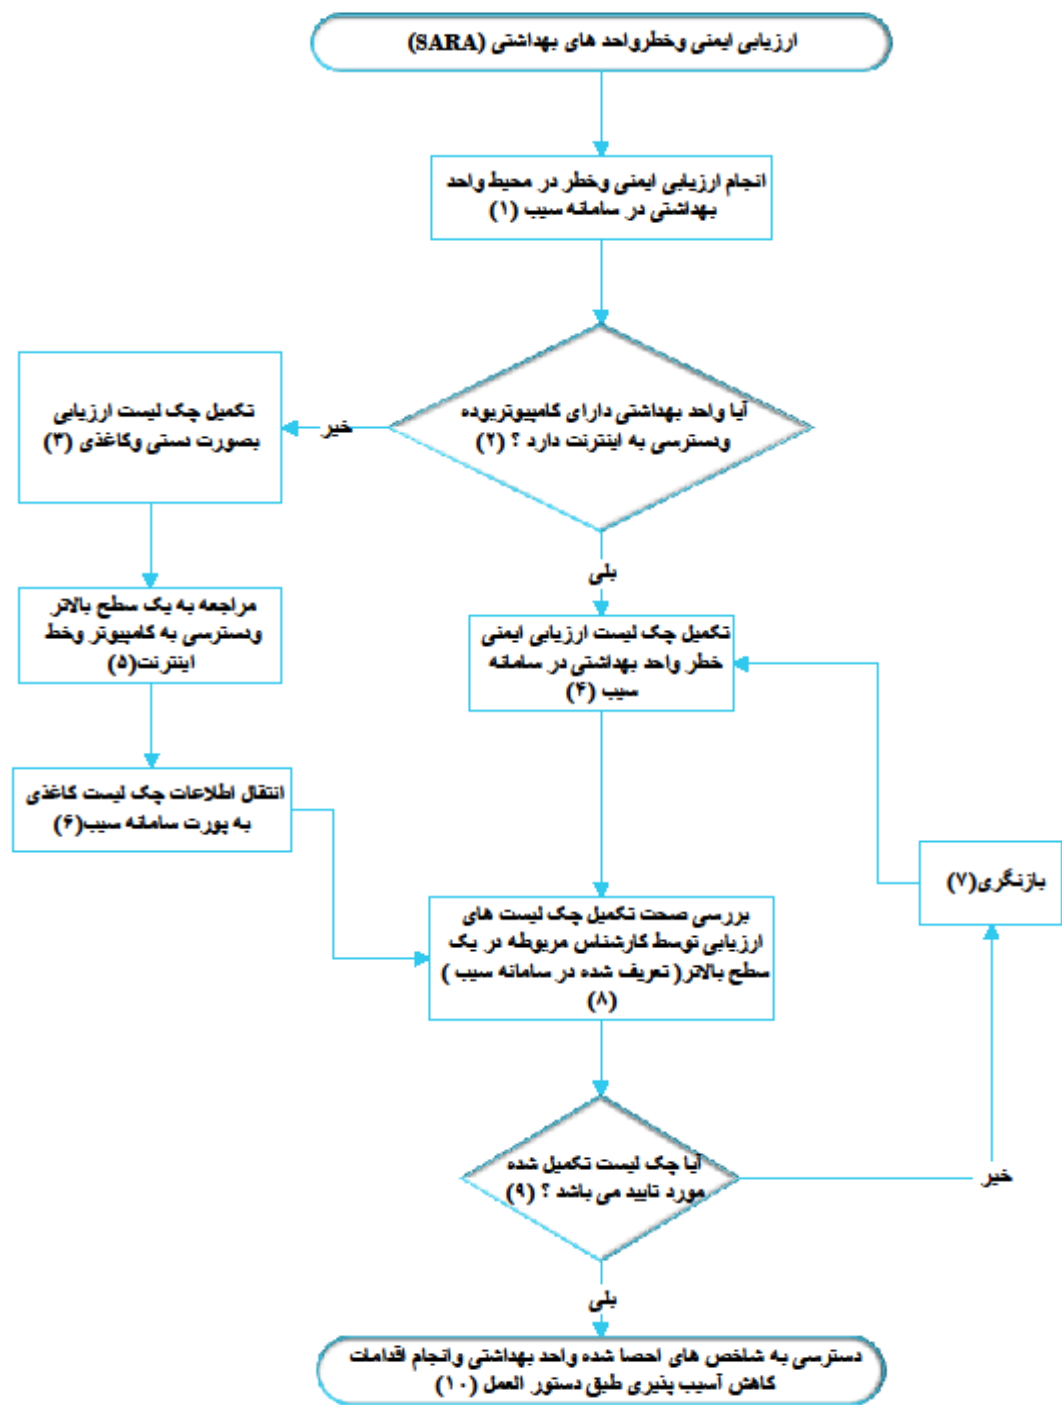 ارزیابی ایمنی وخطرواحد های بهداشتی (SARA)
انجام ارزیابی ایمنی وخطر در محیط واحد
بهداشتی در سامانه سیب (۱)
آیا واحد بهداشتی دارای کامپیوتربوده
ودسترسی به اینترنت دارد ؟ (۲)
خیر
تکمیل چک لیست ارزیابی
بصورت دستی وکاغذی (۳)
بلی
مراجعه به یک سطح بالاتر
ودسترسی به کامپیوتر وخط
اینترنت(۵)
تکمیل چک لیست ارزیابی ایمنی
خطر واحد بهداشتی در سامانه
سیب (۴)
انتقال اطلاعات چک لیست کاغذی
به پورت سامانه سیب(۶)
بازنگری(۷)
بررسی صحت تکمیل چک لیست های
ارزیابی توسط کارشناس مربوطه در یک
سطح بالاتر( تعریف شده در سامانه سیب )
(۸)
آیا چک لیست تکمیل شده
مورد تایید می باشد ؟ (۹)
خیر
بلی
دسترسی به شاخص های احصا شده واحد بهداشتی وانجام اقدامات
کاهش آسیب پذیری طبق دستور العمل (۱۰)